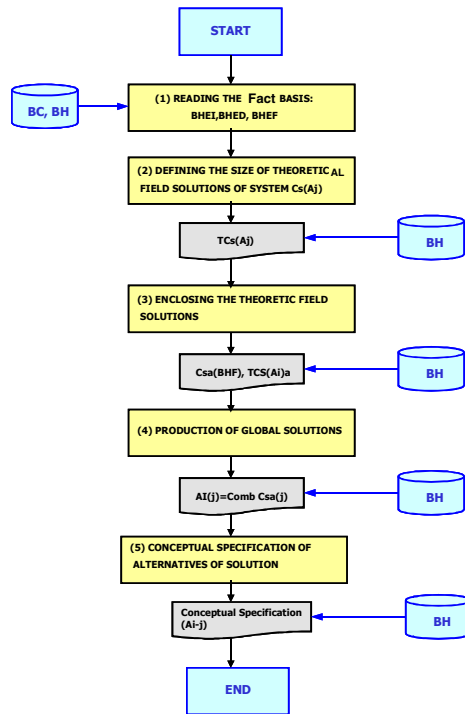 START
(1) READING THE Fact BASIS:
BHEI,BHED, BHEF
BC, BH
(2) DEFINING THE SIZE OF THEORETICAL
FIELD SOLUTIONS OF SYSTEM Cs(Aj)
TCs(Aj)
BH
(3) ENCLOSING THE THEORETIC FIELD
SOLUTIONS
Csa(BHF), TCS(Ai)a
BH
(4) PRODUCTION OF GLOBAL SOLUTIONS
AI(j)=Comb Csa(j)
BH
(5) CONCEPTUAL SPECIFICATION OF
ALTERNATIVES OF SOLUTION
Conceptual Specification
(Ai-j)
BH
END